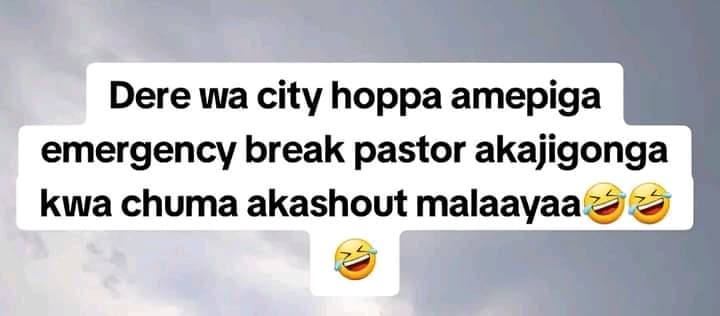 Dere wa city hoppa amepiga
emergency break pastor akajigonga
kwa chuma akashout malaayaa🤣🤣
🤣